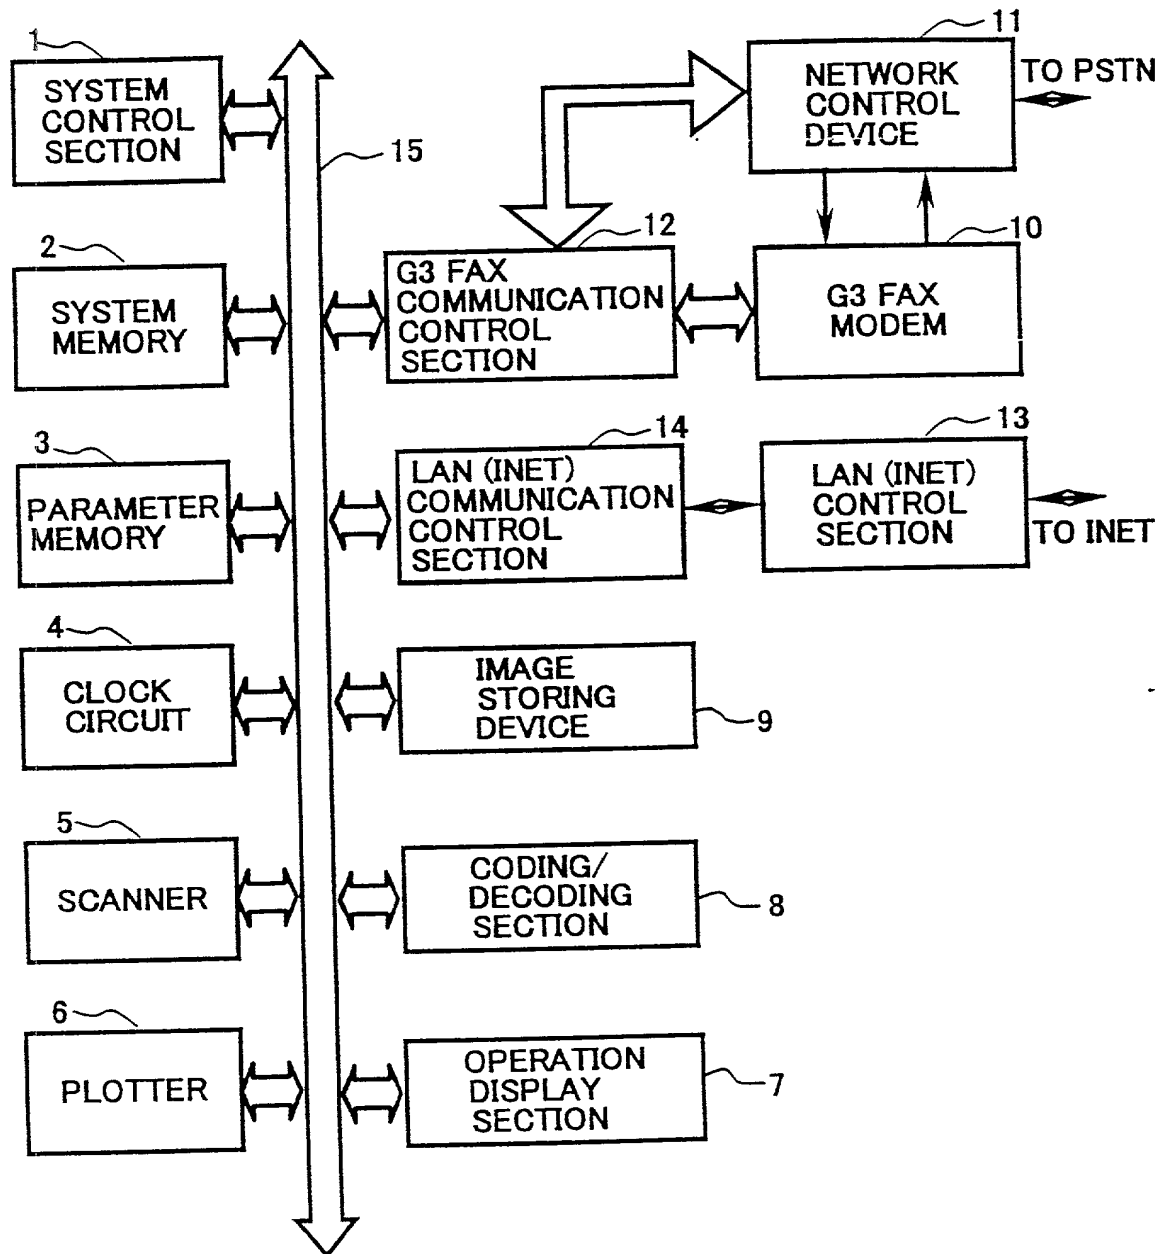 1
SYSTEM
CONTROL
SECTION
2
SYSTEM
MEMORY
3
PARAMETER
MEMORY
4
CLOCK
CIRCUIT
5
SCANNER
6
PLOTTER
15
11
NETWORK
CONTROL
DEVICE
TO PSTN
12
G3 FAX
COMMUNICATION
CONTROL
SECTION
10
G3 FAX
MODEM
14
LAN (INET)
COMMUNICATION
CONTROL
SECTION
13
LAN (INET)
CONTROL
SECTION
TO INET
IMAGE
STORING
DEVICE
9
CODING/
DECODING
SECTION
8
OPERATION
DISPLAY
SECTION
7